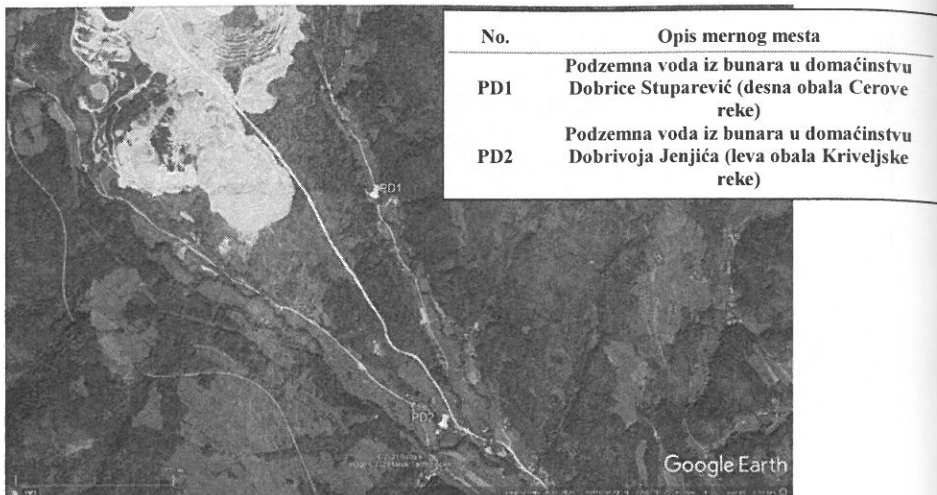 No. Opis mernog mesta
Podzemna voda iz bunara u domaćinstvu
PD1 Dobrice Stuparević (desna obala Cerove
reke)
Podzemna voda iz bunara u domaćinstvu
PD2 Dobrivoja Jenjića (leva obala Kriveljske
reke)
PD1
PD2
Google Earth